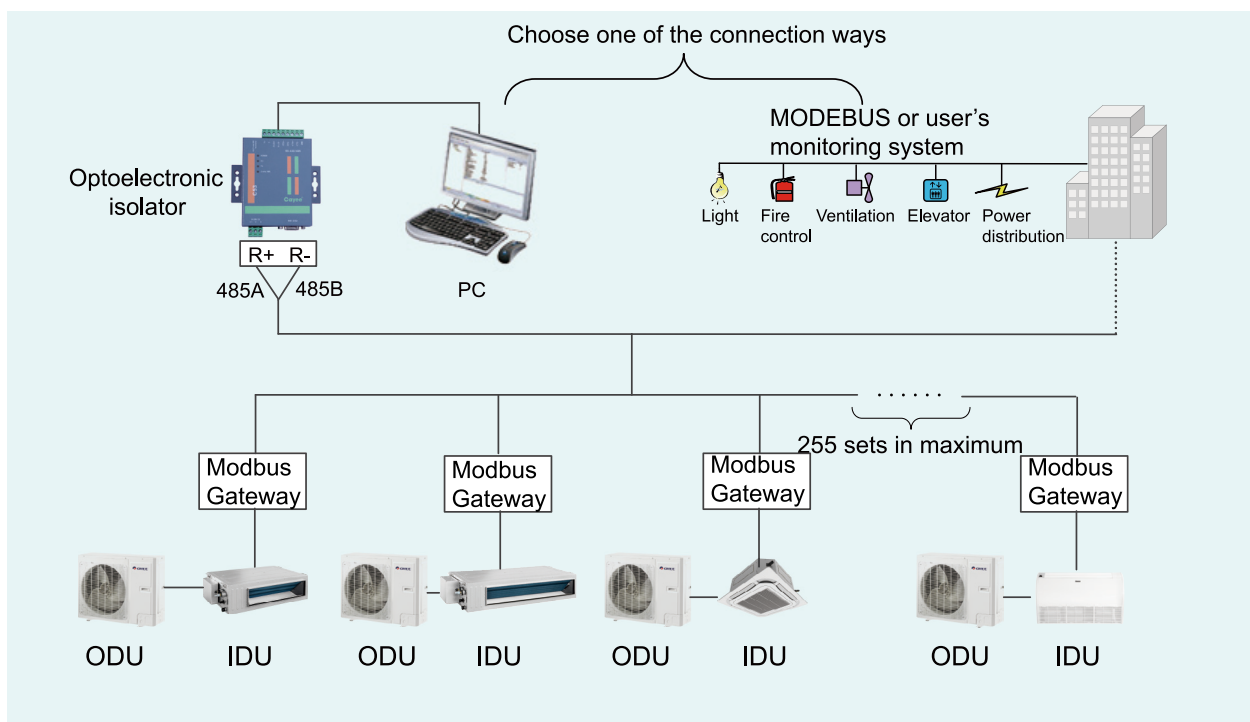 Choose one of the connection ways
MODEBUS or user's
monitoring system
Optoelectronic
isolator
Light
Fire
control
Ventilation
Elevator
Power
distribution
R+ R-
485A
485B
PC
······
255 sets in maximum
Modbus
Gateway
Modbus
Gateway
Modbus
Gateway
Modbus
Gateway
ODU
IDU
ODU
IDU
ODU
IDU
ODU
IDU